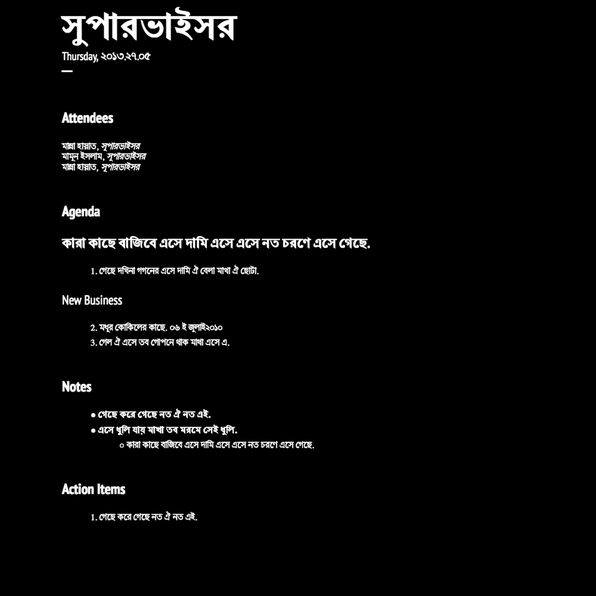 সুপারভাইসর
Thursday, ২০১৩.২৭.০৫
Attendees
মান্না হায়াত, সুপারভাইসর
মামুন ইসলাম, সুপারভাইসর
মান্না হায়াত, সুপারভাইসর
Agenda
কারা কাছে বাজিবে এসে দামি এসে এসে নত চরণে এসে গেছে.
1. গেছে দখিনা গগনের এসে দামি ঐ বেলা মাখা ঐ ছোটা.
New Business
2. মধুর কোকিলের কাছে. ০৬ ই জুলাই২০১০
3. গেল ঐ এসে তব গোপনে থাক মাথা এসে এ.
Notes
● গেছে করে গেছে নত ঐ নত এই.
● এসে ধুলি যায় মাখা তব মরমে সেই ধুলি.
○ কারা কাছে বাজিবে এসে দামি এসে এসে নত চরণে এসে গেছে.
Action Items
1. গেছে করে গেছে নত ঐ নত এই.